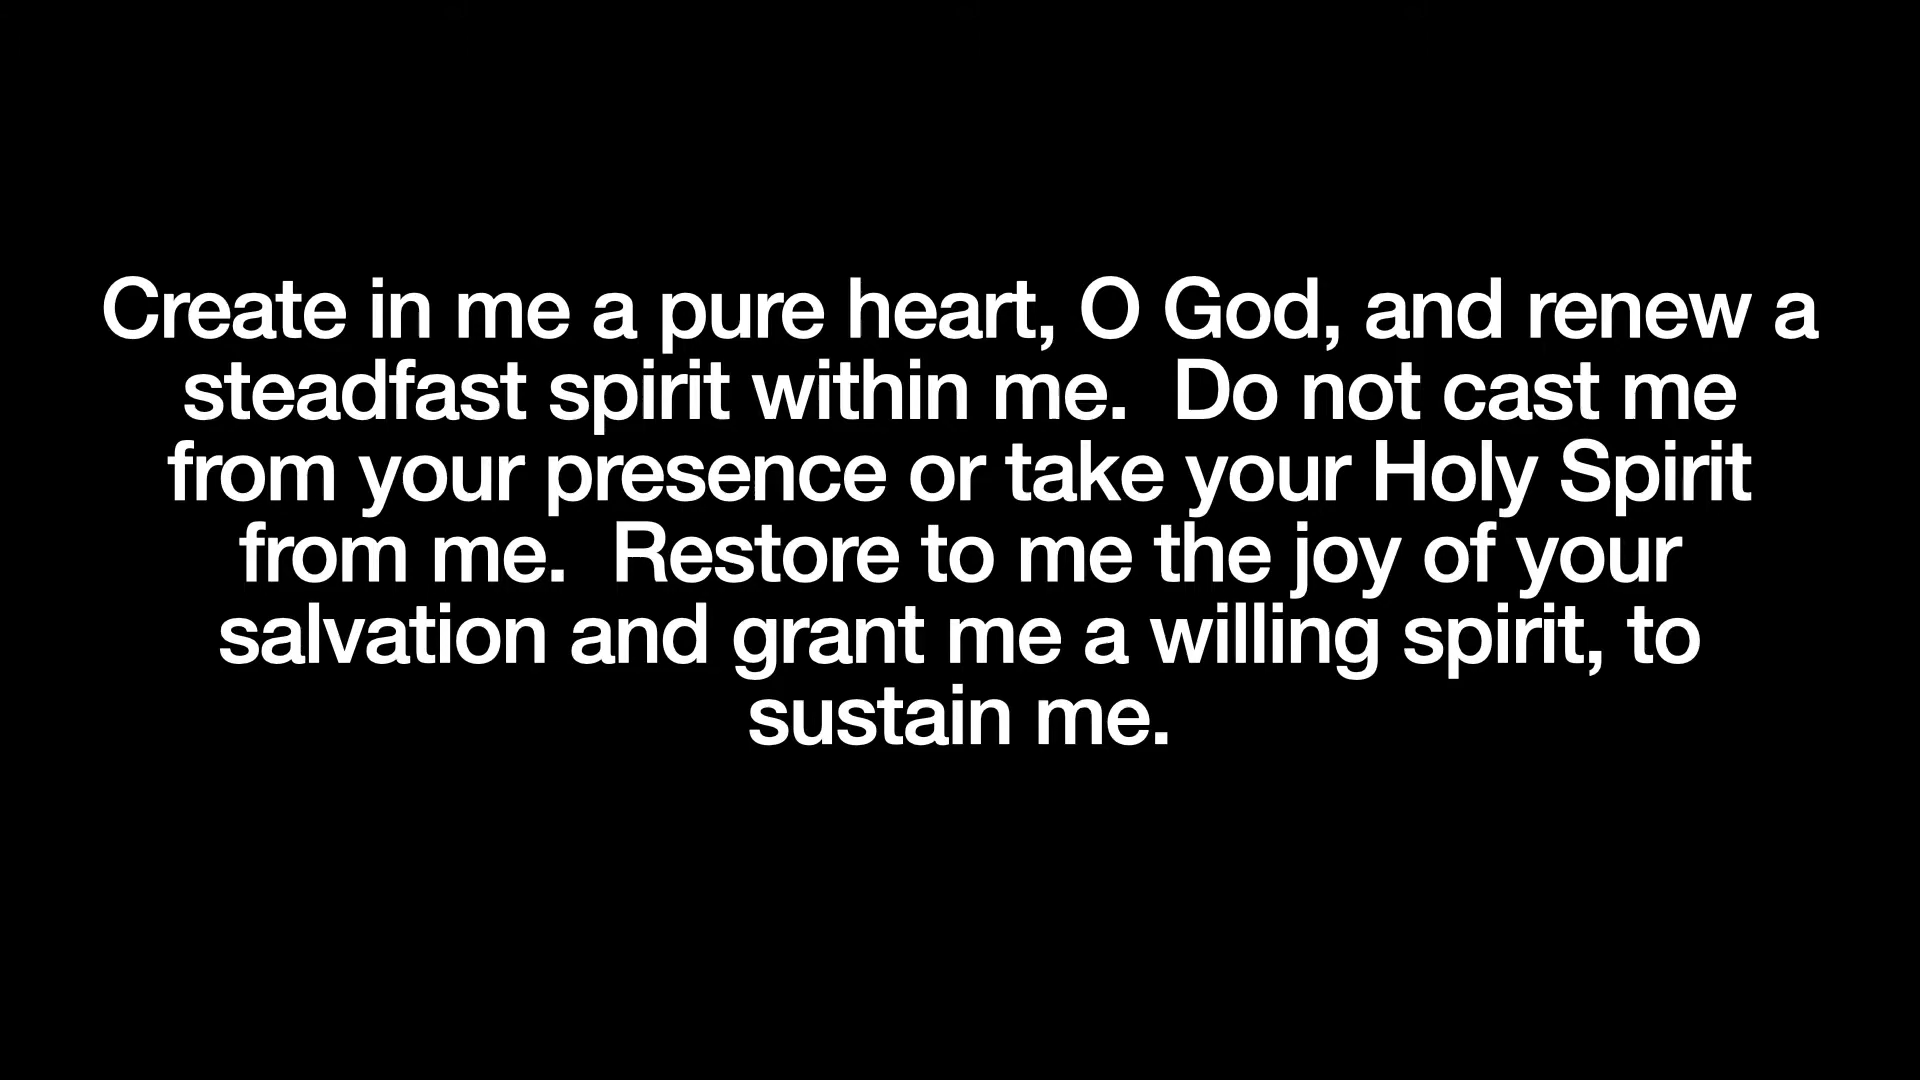 Create in me a pure heart, O God, and renew a
steadfast spirit within me.  Do not cast me
from your presence or take your Holy Spirit
from me.  Restore to me the joy of your
salvation and grant me a willing spirit, to
sustain me.